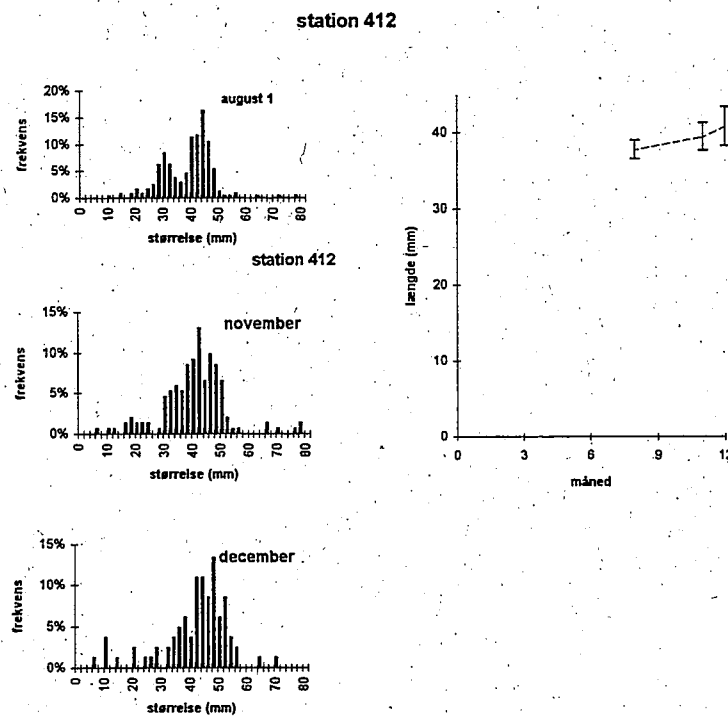 station 412
august 1
frekvens
20%
15%
10%
5%
0%
0 10 20 30 40 50 60 70 80
størrelse (mm)
station 412
november
frekvens
15%
10%
5%
0%
0 10 20 30 40 50 60 70 80
størrelse (mm)
december
frekvens
15%
10%
5%
0%
0 10 20 30 40 50 60 70 80
størrelse (mm)
længde (mm)
40
30
20
10
0
0 3 6 9 12
måned